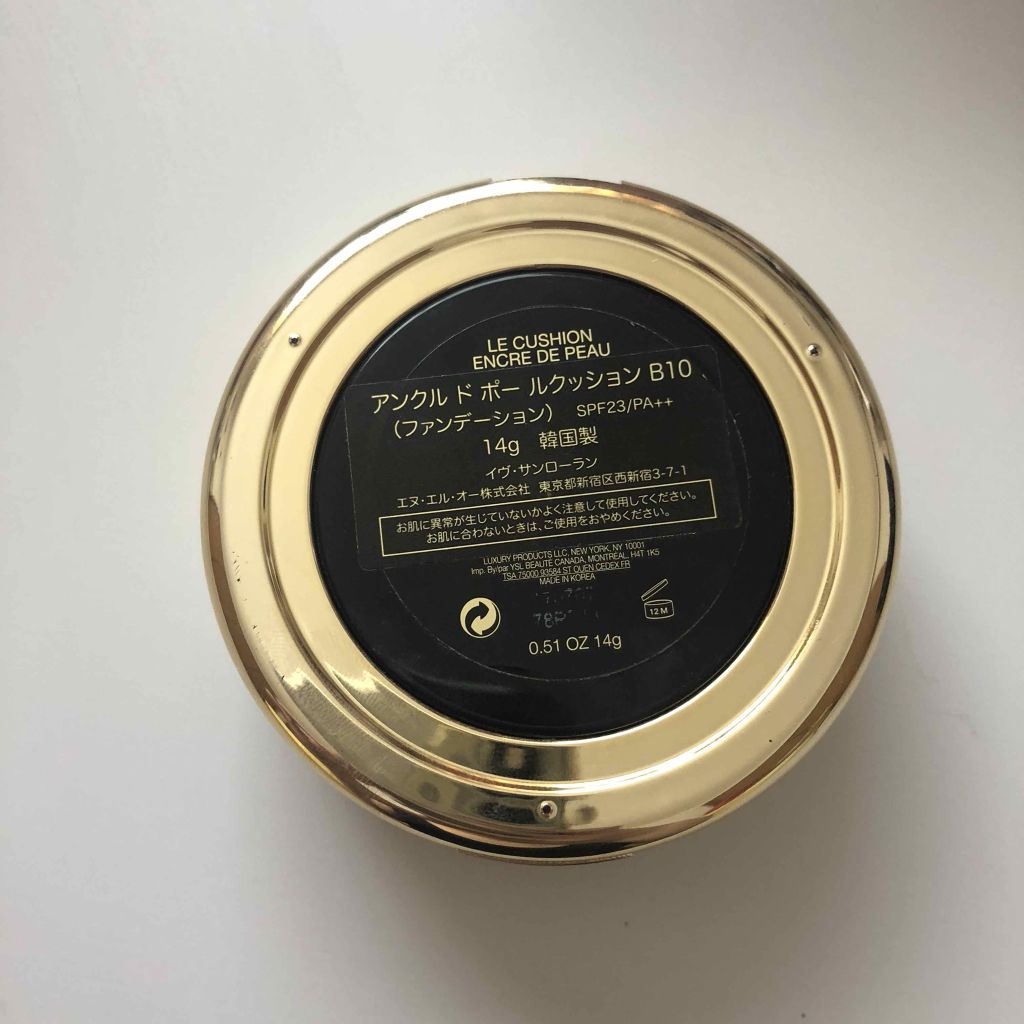 LE CUSHION
ENCRE DE PEAU
アンクル ド ポー ルクッション B10
（ファンデーション） SPF23/PA++
14g 韓国製
イヴ・サンローラン
エヌ・エル・オー株式会社 東京都新宿区西新宿3-7-1
お肌に異常が生じていないかよく注意して使用してください。
お肌に合わないときは、ご使用をおやめください。
LUXURY PRODUCTS LLC, NEW YORK, NY 10001
Imp. By/par YSL BEAUTÉ CANADA, MONTREAL, H4T 1K5
TSA 75000 93584 ST OUEN CEDEX FR
MADE IN KOREA
12 M
0.51 OZ 14g